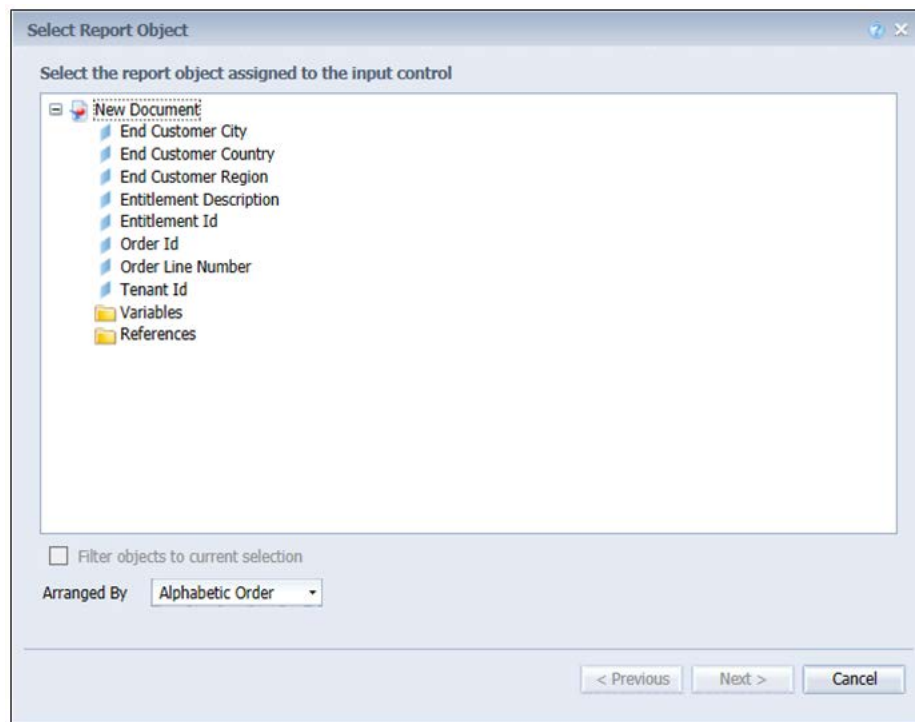 Select Report Object
Select the report object assigned to the input control
New Document
End Customer City
End Customer Country
End Customer Region
Entitlement Description
Entitlement Id
Order Id
Order Line Number
Tenant Id
Variables
References
Filter objects to current selection
Arranged By Alphabetic Order
< Previous Next > Cancel